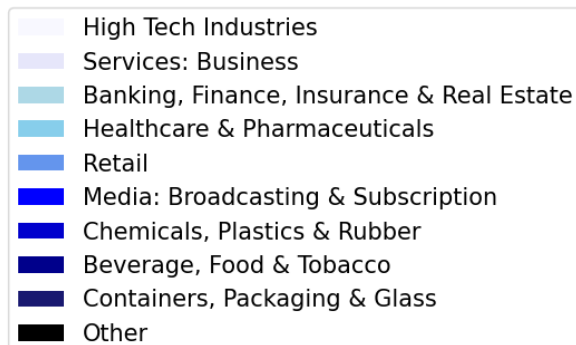 High Tech Industries
Services: Business
Banking, Finance, Insurance & Real Estate
Healthcare & Pharmaceuticals
Retail
Media: Broadcasting & Subscription
Chemicals, Plastics & Rubber
Beverage, Food & Tobacco
Containers, Packaging & Glass
Other